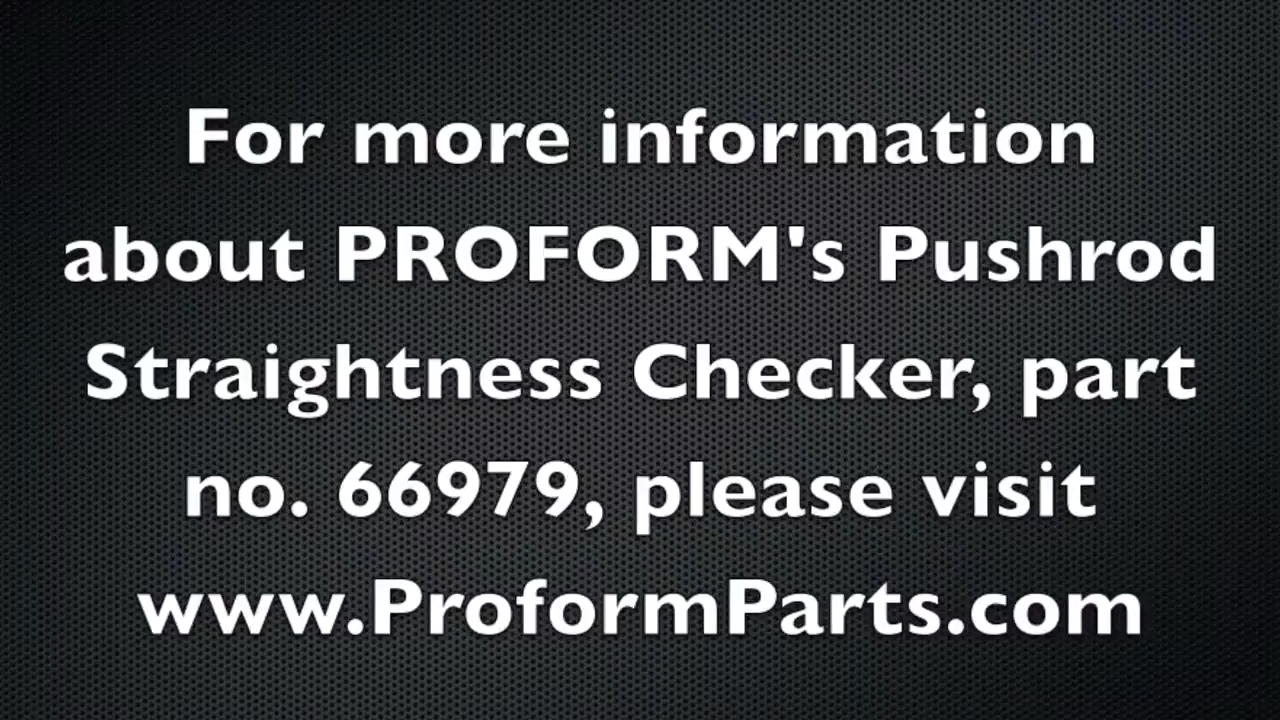 For more information
about PROFORM's Pushrod
Straightness Checker, part
no. 66979, please visit
www.ProformParts.com